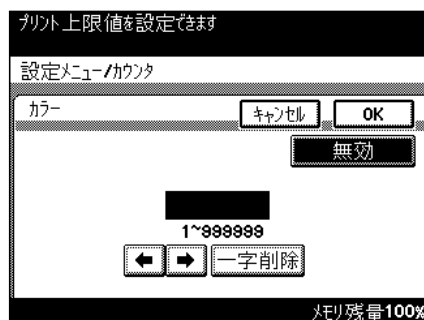 プリント上限値を設定できます
設定メニュー/カウンタ
カラー
キャンセル
OK
無効
1~999999
一字削除
メモリ残量100%